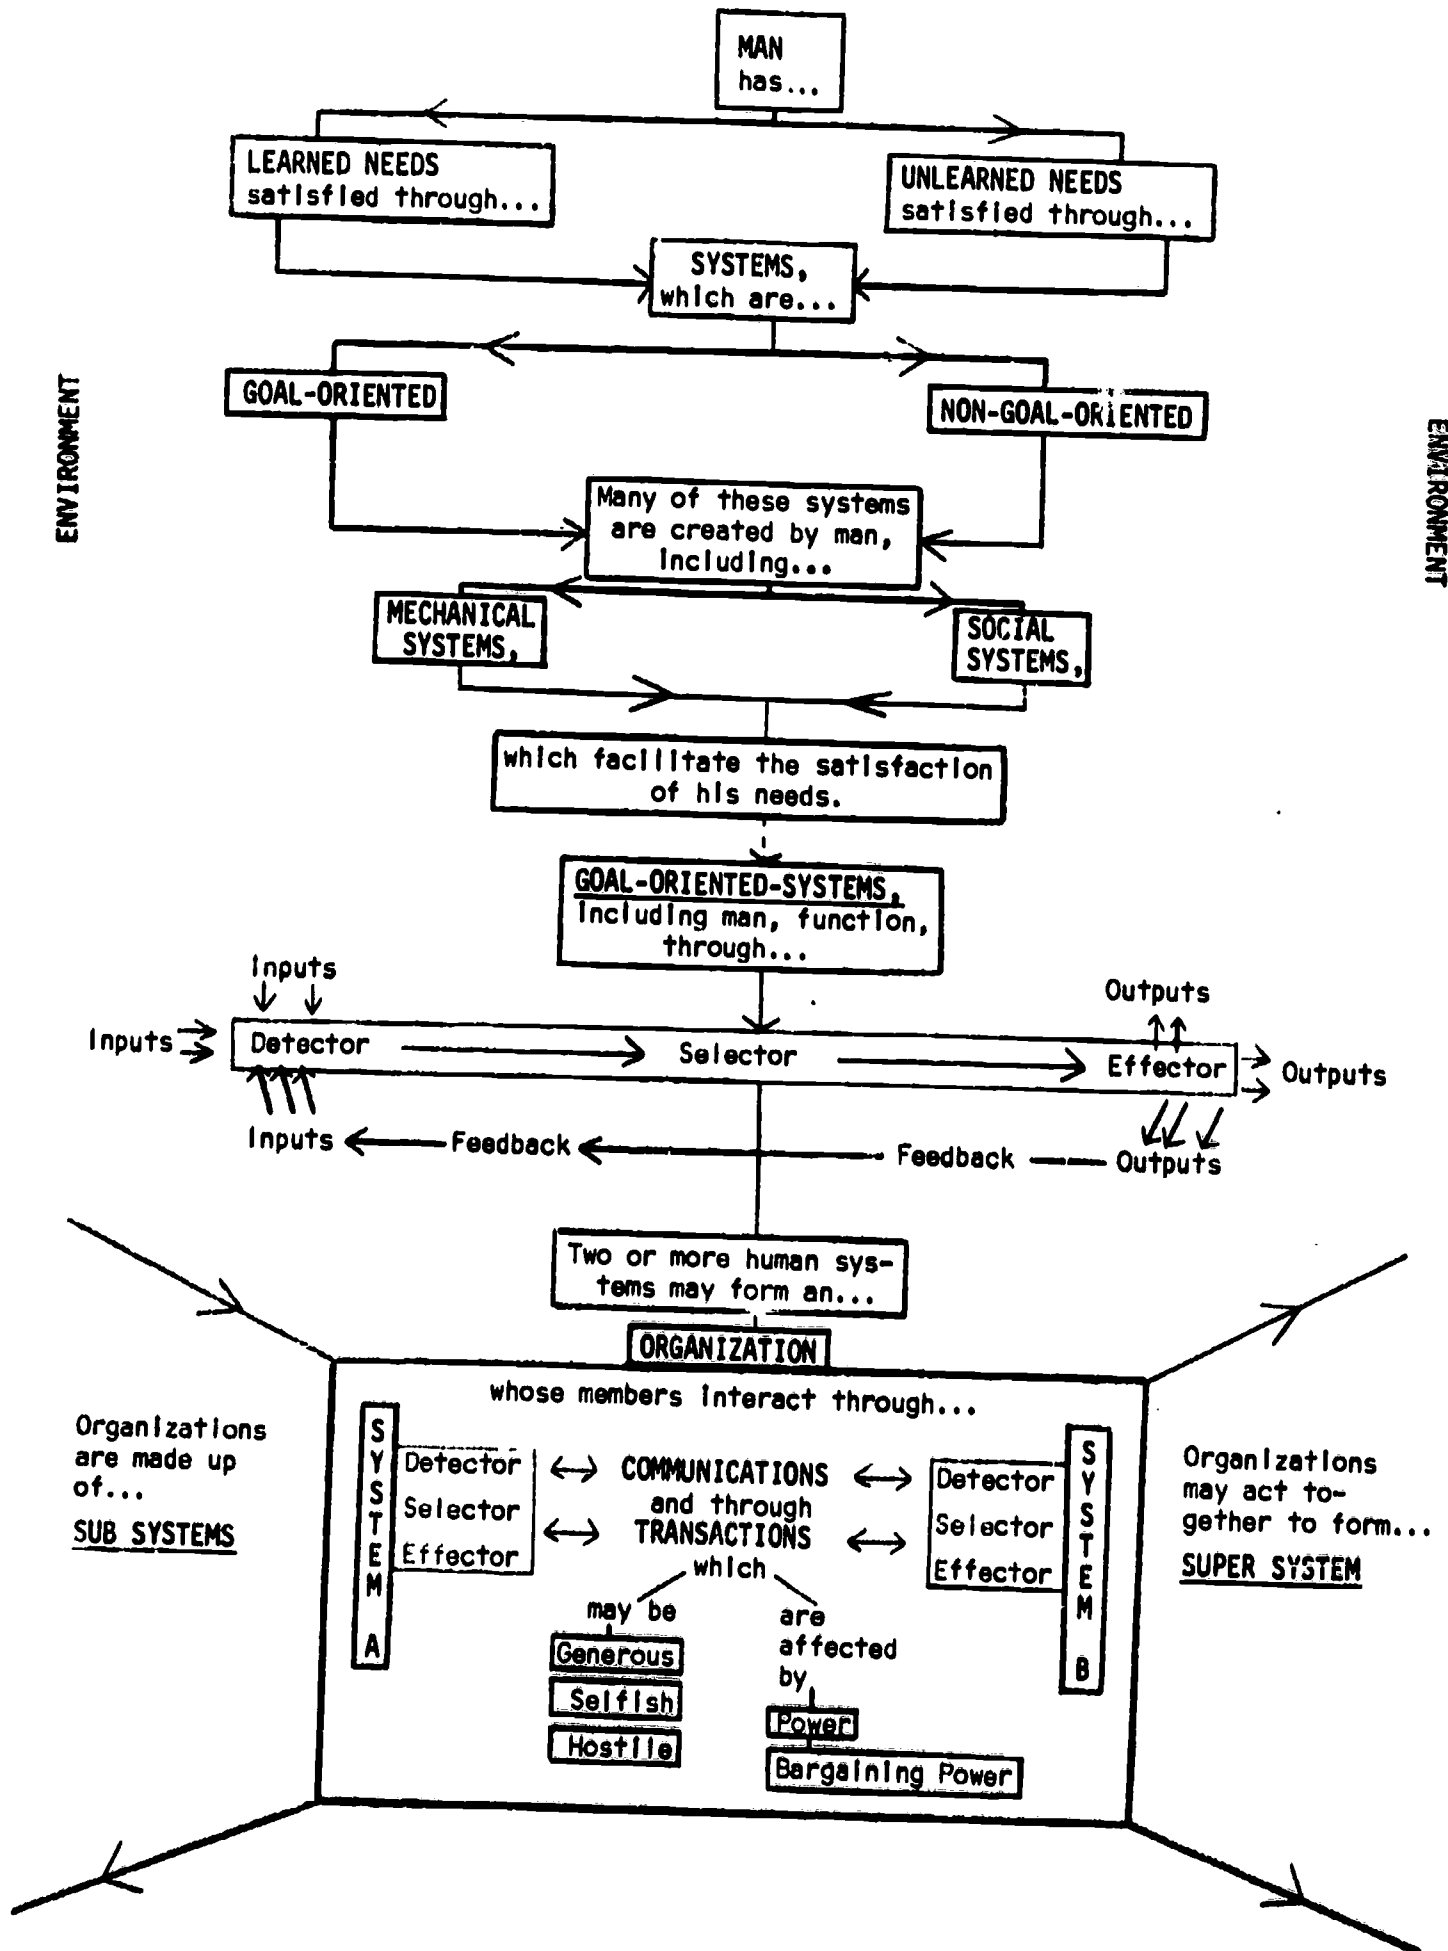 MAN
has...
LEARNED NEEDS
satisfied through...
UNLEARNED NEEDS
satisfied through...
SYSTEMS,
which are...
GOAL-ORIENTED
NON-GOAL-ORIENTED
ENVIRONMENT
ENVIRONMENT
Many of these systems
are created by man,
including...
MECHANICAL
SYSTEMS,
SOCIAL
SYSTEMS,
which facilitate the satisfaction
of his needs.
GOAL-ORIENTED-SYSTEMS,
including man, function,
through...
Inputs
Outputs
Inputs
Detector
Selector
Effector
Outputs
Inputs
Feedback
Feedback
Outputs
Two or more human sys-
tems may form an...
ORGANIZATION
whose members interact through...
Organizations
are made up
of...
SUB SYSTEMS
SYSTEM A
Detector
Selector
Effector
COMMUNICATIONS
and through
TRANSACTIONS
which
may be
Generous
Selfish
Hostile
are
affected
by
Power
Bargaining Power
Detector
Selector
Effector
SYSTEM B
Organizations
may act to-
gether to form...
SUPER SYSTEM